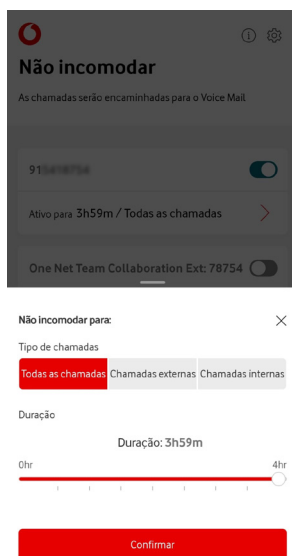 Não incomodar
As chamadas serão encaminhadas para o Voice Mail
91
Ativo para 3h59m / Todas as chamadas
One Net Team Collaboration Ext: 78754
Não incomodar para:
Tipo de chamadas
Todas as chamadas Chamadas externas Chamadas internas
Duração
Duração: 3h59m
0hr 4hr
Confirmar